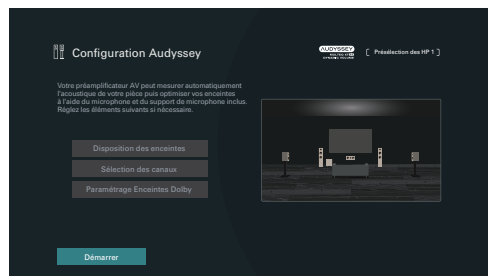 Configuration Audyssey
AUDYSSEY
[ Présélection des HP 1 ]
Votre préamplificateur AV peut mesurer automatiquement
l'acoustique de votre pièce puis optimiser vos enceintes
à l'aide du microphone et du support de microphone inclus.
Réglez les éléments suivants si nécessaire.
Disposition des enceintes
Sélection des canaux
Paramétrage Enceintes Dolby
Démarrer